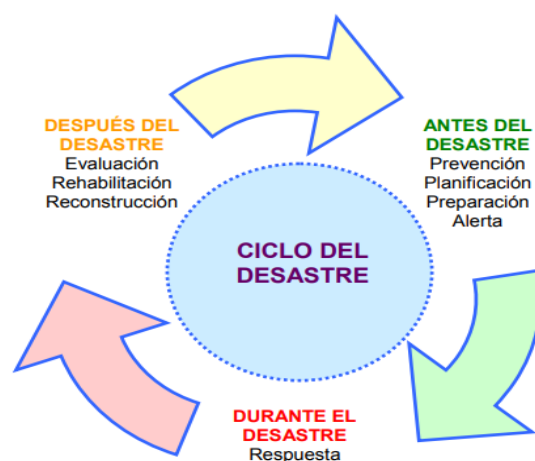 DESPUÉS DEL
DESASTRE
Evaluación
Rehabilitación
Reconstrucción
ANTES DEL
DESASTRE
Prevención
Planificación
Preparación
Alerta
CICLO DEL
DESASTRE
DURANTE EL
DESASTRE
Respuesta